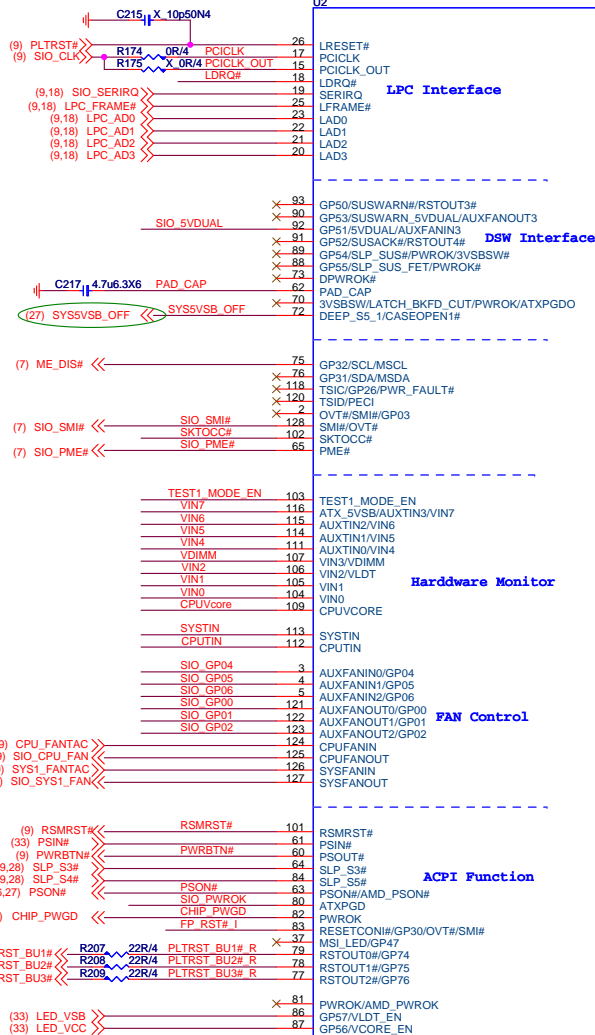 U2
C215 X_10p50N4
(9) PLTRST# 26 LRESET#
(9) SIO_CLK R174 0R/4 PCICLK 17 PCICLK
R175 X_0R/4 PCICLK_OUT 15 PCICLK_OUT
LDRQ# 18 LDRQ#
LPC Interface
(9,18) SIO_SERIRQ 19 SERIRQ
(9,18) LPC_FRAME# 25 LFRAME#
(9,18) LPC_AD0 23 LAD0
(9,18) LPC_AD1 22 LAD1
(9,18) LPC_AD2 21 LAD2
(9,18) LPC_AD3 20 LAD3
93 GP50/SUSWARN#/RSTOUT3#
90 GP53/SUSWARN_5VDUAL/AUXFANOUT3
SIO_5VDUAL 92 GP51/5VDUAL/AUXFANIN3
91 GP52/SUSACK#/RSTOUT4#
DSW Interface
89 GP54/SLP_SUS#/PWROK/3VSBSW#
88 GP55/SLP_SUS_FET/PWROK#
73 DPWROK#
C217 4.7u6.3X6 PAD_CAP 62 PAD_CAP
70 3VSBSW/LATCH_BKFD_CUT/PWROK/ATXPGDO
(27) SYS5VSB_OFF SYS5VSB_OFF 72 DEEP_S5_1/CASEOPEN1#
(7) ME_DIS# 75 GP32/SCL/MSCL
76 GP31/SDA/MSDA
118 TSIC/GP26/PWR_FAULT#
120 TSID/PECI
2 OVT#/SMI#/GP03
(7) SIO_SMI# SIO_SMI# 128 SMI#/OVT#
SKTOCC# 102 SKTOCC#
(7) SIO_PME# SIO_PME# 65 PME#
TEST1_MODE_EN 103 TEST1_MODE_EN
VIN7 116 ATX_5VSB/AUXTIN3/VIN7
VIN6 115 AUXTIN2/VIN6
VIN5 114 AUXTIN1/VIN5
VIN4 111 AUXTIN0/VIN4
VDIMM 107 VIN3/VDIMM
VIN2 106 VIN2/VLDT
Harddware Monitor
VIN1 105 VIN1
VIN0 104 VIN0
CPUVcore 109 CPUVCORE
SYSTIN 113 SYSTIN
CPUTIN 112 CPUTIN
SIO_GP04 3 AUXFANIN0/GP04
SIO_GP05 4 AUXFANIN1/GP05
SIO_GP06 5 AUXFANIN2/GP06
SIO_GP00 121 AUXFANOUT0/GP00
SIO_GP01 122 AUXFANOUT1/GP01
FAN Control
SIO_GP02 123 AUXFANOUT2/GP02
9) CPU_FANTAC 124 CPUFANIN
) SIO_CPU_FAN 125 CPUFANOUT
) SYS1_FANTAC 126 SYSFANIN
) SIO_SYS1_FAN 127 SYSFANOUT
(9) RSMRST# RSMRST# 101 RSMRST#
(33) PSIN# 61 PSIN#
(9) PWRBTN# PWRBTN# 60 PSOUT#
9,28) SLP_S3# 64 SLP_S3#
9,28) SLP_S4# 84 SLP_S5#
ACPI Function
6,27) PSON# PSON# 63 PSON#/AMD_PSON#
SIO_PWROK 80 ATXPGD
) CHIP_PWGD CHIP_PWGD 82 PWROK
FP_RST#_I 83 RESETCONI#/GP30/OVT#/SMI#
37 MSI_LED/GP47
RST_BU1# R207 22R/4 PLTRST_BU1#_R 79 RSTOUT0#/GP74
RST_BU2# R208 22R/4 PLTRST_BU2#_R 78 RSTOUT1#/GP75
RST_BU3# R209 22R/4 PLTRST_BU3#_R 77 RSTOUT2#/GP76
81 PWROK/AMD_PWROK
(33) LED_VSB 86 GP57/VLDT_EN
(33) LED_VCC 87 GP56/VCORE_EN